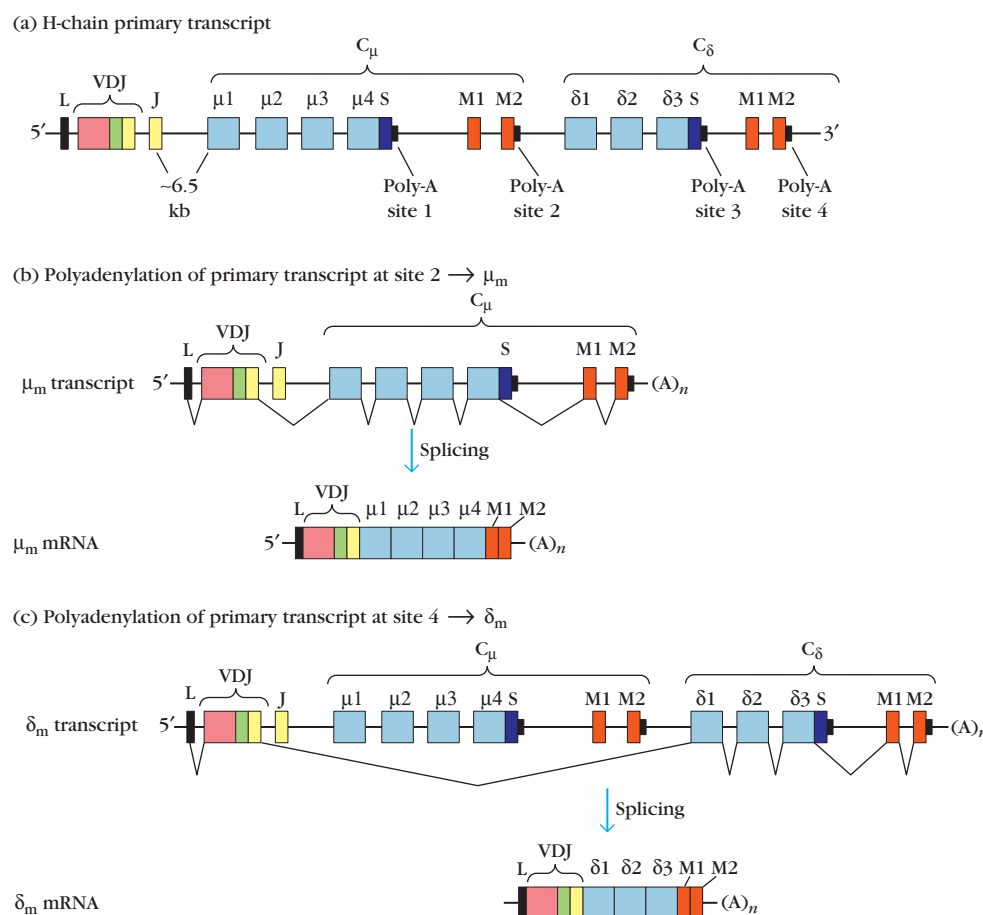 (a) H-chain primary transcript
Cμ Cδ
VDJ
L J μ1 μ2 μ3 μ4 S M1 M2 δ1 δ2 δ3 S M1 M2
5′ 3′
~6.5 Poly-A Poly-A Poly-A Poly-A
kb site 1 site 2 site 3 site 4
(b) Polyadenylation of primary transcript at site 2 → μm
Cμ
VDJ
L J S M1 M2
μm transcript 5′ (A)n
Splicing
VDJ
L μ1 μ2 μ3 μ4 M1 M2
μm mRNA 5′ (A)n
(c) Polyadenylation of primary transcript at site 4 → δm
Cμ Cδ
VDJ
L J μ1 μ2 μ3 μ4 S M1 M2 δ1 δ2 δ3 S M1 M2
δm transcript 5′ (A)n
Splicing
VDJ
L δ1 δ2 δ3 M1 M2
δm mRNA (A)n